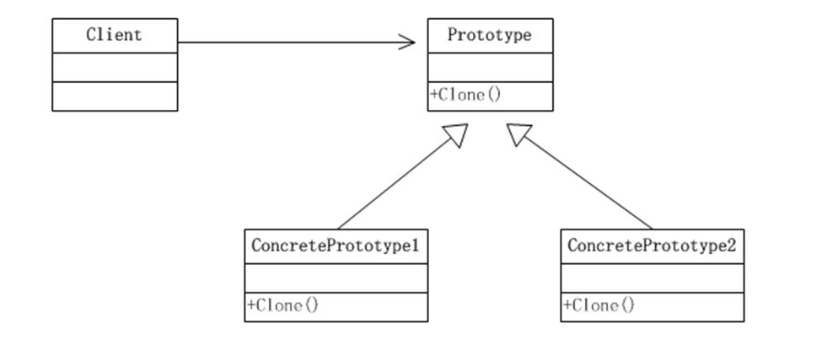 Client
Prototype
+Clone()
ConcretePrototype1
ConcretePrototype2
+Clone()
+Clone()